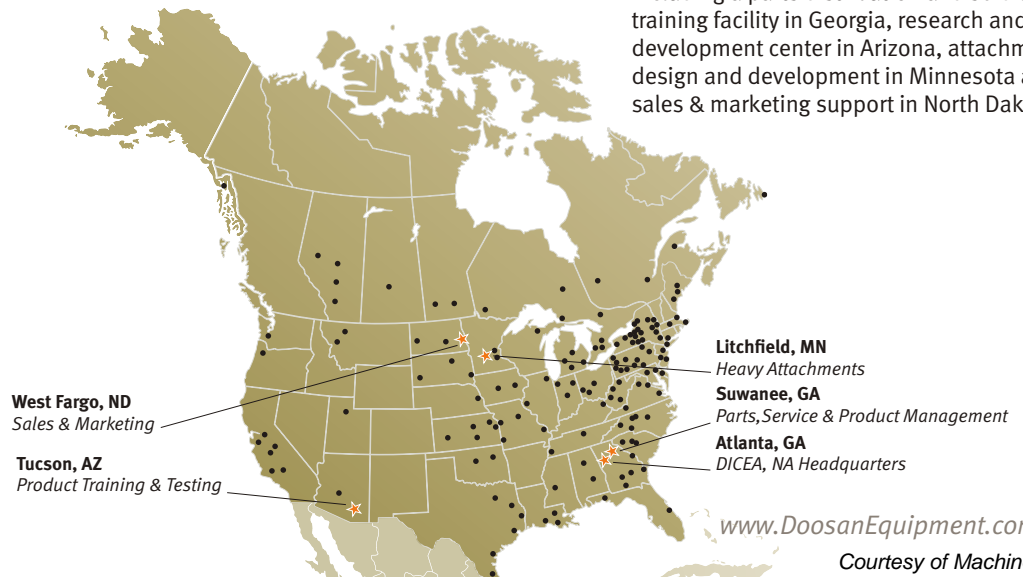 training facility in Georgia, research and
development center in Arizona, attachm
design and development in Minnesota a
sales & marketing support in North Dak
Litchfield, MN
Heavy Attachments
Suwanee, GA
Parts, Service & Product Management
Atlanta, GA
DICEA, NA Headquarters
West Fargo, ND
Sales & Marketing
Tucson, AZ
Product Training & Testing
www.DoosanEquipment.con
Courtesy of Machin